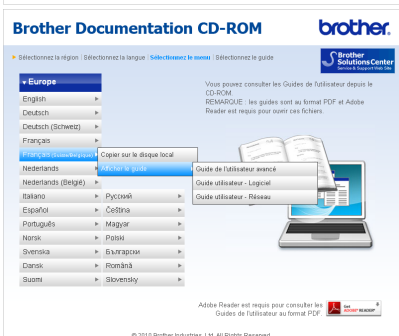 Brother Documentation CD-ROM
brother.
Sélectionnez la région | Sélectionnez la langue | Sélectionnez le menu | Sélectionnez le guide
Brother
SolutionsCenter
Service & Support Web Site
Europe
Vous pouvez consulter les Guides de l'utilisateur depuis le
CD-ROM.
REMARQUE : les guides sont au format PDF et Adobe
Reader est requis pour ouvrir ces fichiers.
English
Deutsch
Deutsch (Schweiz)
Français
Français (Suisse/Belgique)
Copier sur le disque local
Nederlands
Afficher le guide
Guide de l'utilisateur avancé
Nederlands (België)
Guide utilisateur - Logiciel
Italiano
Русский
Guide utilisateur - Réseau
Español
Čeština
Português
Magyar
Norsk
Polski
Svenska
Български
Dansk
Română
Suomi
Slovensky
Adobe Reader est requis pour consulter les
Guides de l'utilisateur au format PDF.
Get
ADOBE® READER®
© 2010 Brother Industries, Ltd. All Rights Reserved.